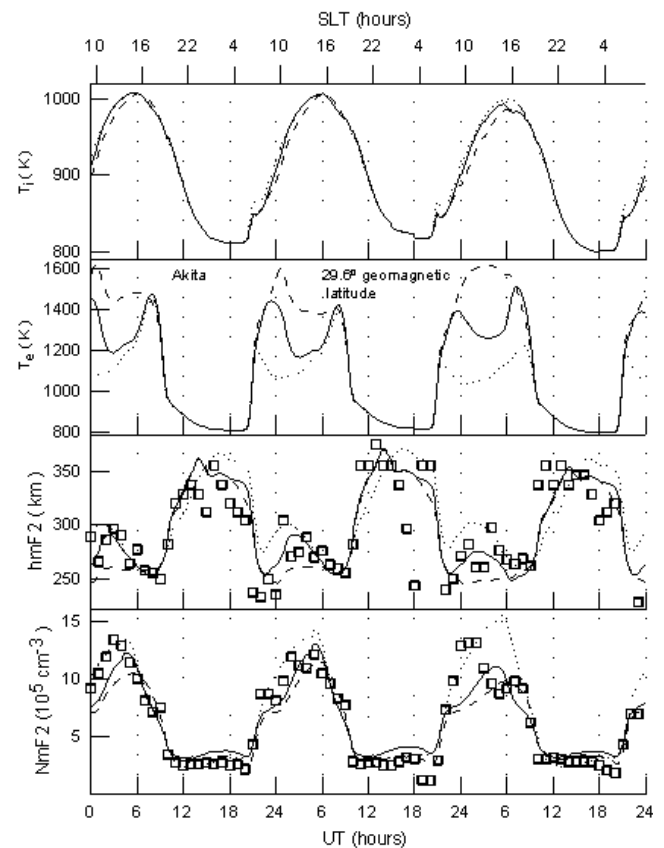 SLT (hours)
10 16 22 4 10 16 22 4 10 16 22 4
1000
900
800
Ti (K)
1600
1400
1200
1000
800
Te (K)
Akita
29.6º geomagnetic
.latitude
350
300
250
hmF2 (km)
15
10
5
NmF2 (10⁵ cm⁻³)
0 6 12 18 24 6 12 18 24 6 12 18 24
UT (hours)